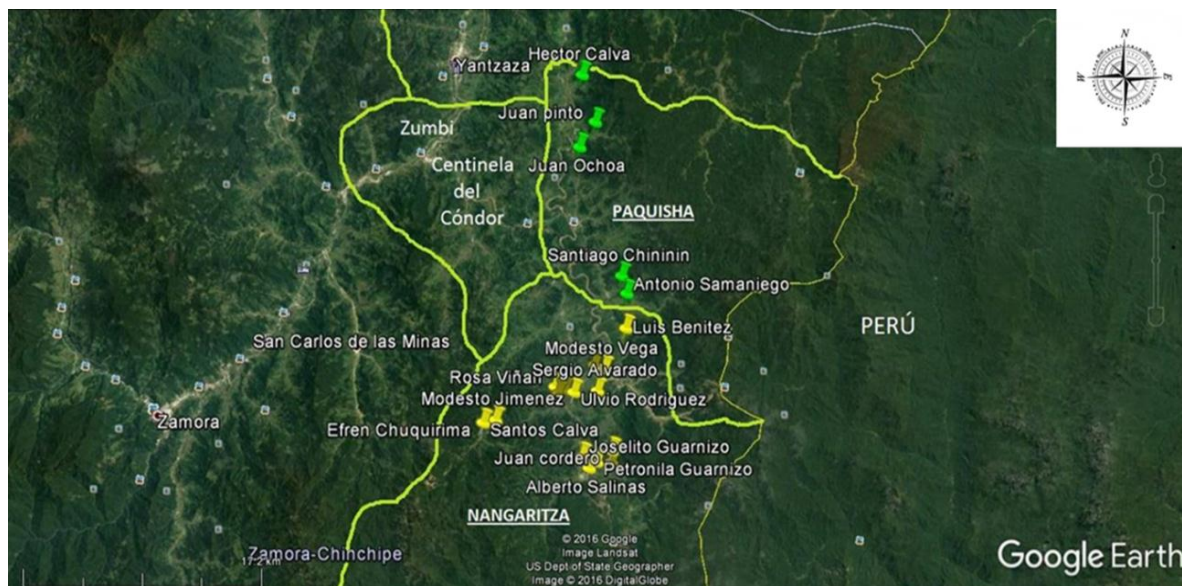 N
W
E
S
Hector Calva
Yantzaza
Juan pinto
Zumbi
Centinela
del
Cóndor
Juan Ochoa
PAQUISHA
Santiago Chininin
Antonio Samaniego
Luis Benitez
PERÚ
San Carlos de las Minas
Modesto Vega
Sergio Alvarado
Rosa Viñan
Modesto Jimenez
Ulvio Rodriguez
Zamora
Efren Chuquirima
Santos Calva
Joselito Guarnizo
Juan cordero
Petronila Guarnizo
Alberto Salinas
NANGARITZA
Zamora-Chinchipe
17.2 km
© 2016 Google
Image Landsat
US Dept of State Geographer
Image © 2016 DigitalGlobe
Google Earth